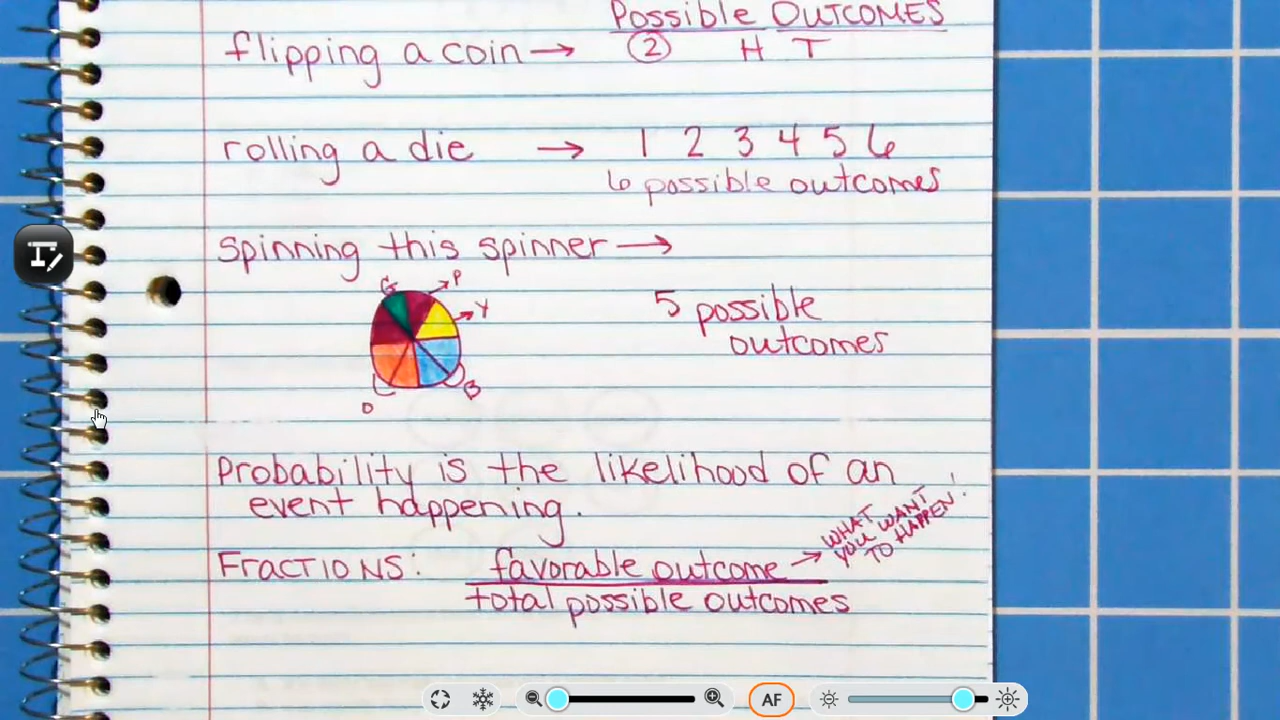 Possible OUTCOMES
flipping a coin → ② H T
rolling a die → 1 2 3 4 5 6
6 possible outcomes
Spinning this spinner →
G P
Y
5 possible
outcomes
B
O
Probability is the likelihood of an
event happening.
WHAT
YOU WANT
TO HAPPEN!
FRACTIONS: favorable outcome →
total possible outcomes
AF